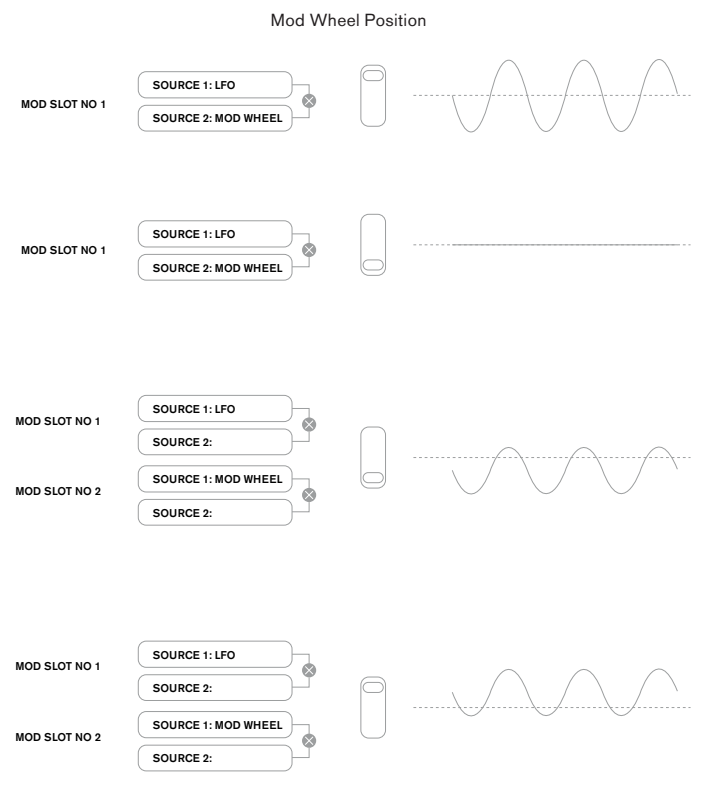 Mod Wheel Position
MOD SLOT NO 1
SOURCE 1: LFO
SOURCE 2: MOD WHEEL
MOD SLOT NO 1
SOURCE 1: LFO
SOURCE 2: MOD WHEEL
MOD SLOT NO 1
SOURCE 1: LFO
SOURCE 2:
MOD SLOT NO 2
SOURCE 1: MOD WHEEL
SOURCE 2:
MOD SLOT NO 1
SOURCE 1: LFO
SOURCE 2:
MOD SLOT NO 2
SOURCE 1: MOD WHEEL
SOURCE 2: